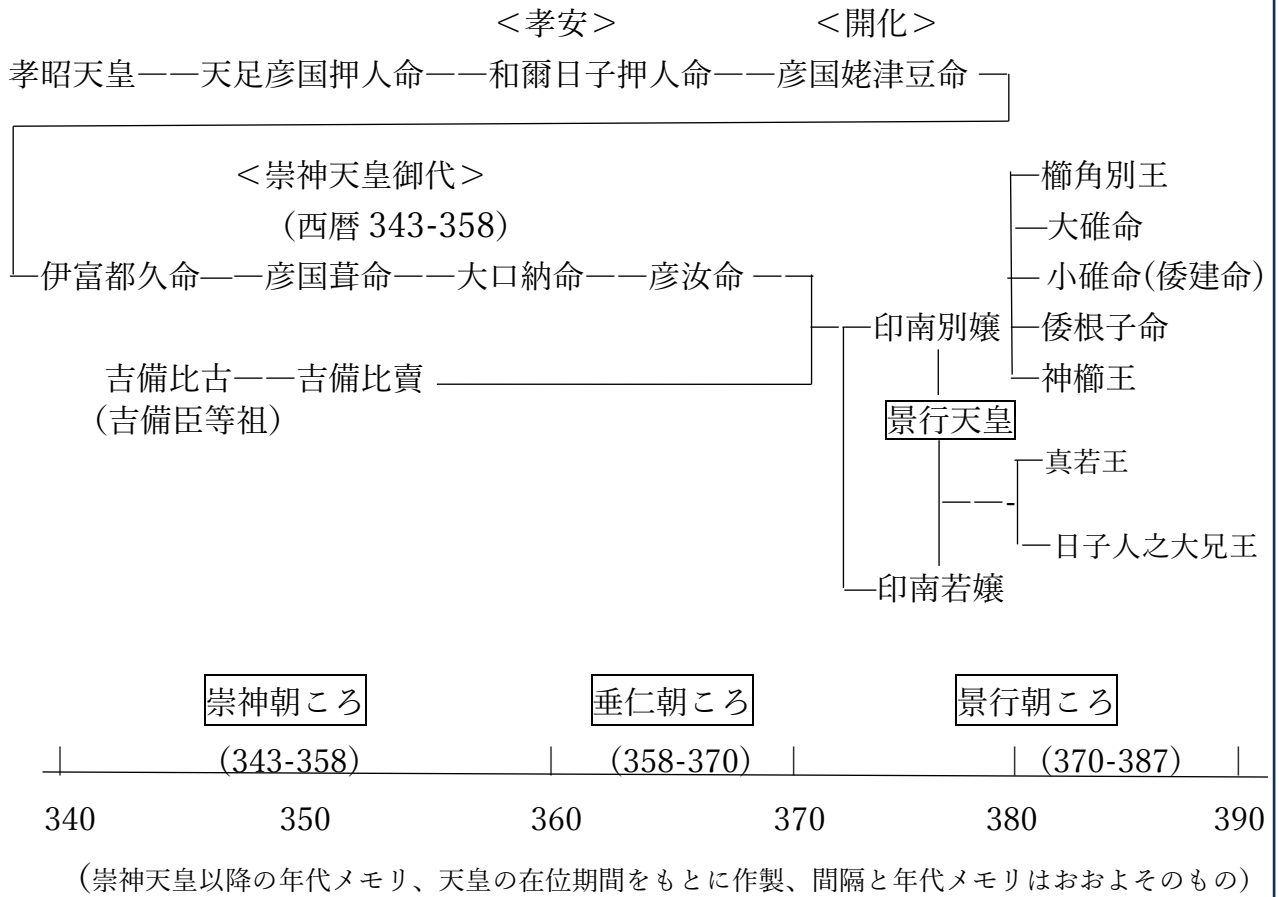 ＜孝安＞ ＜開化＞
孝昭天皇――天足彦国押人命――和爾日子押人命――彦国姥津豆命
＜崇神天皇御代＞
（西暦 343-358）
櫛角別王
大碓命
伊富都久命――彦国葺命――大口納命――彦汝命 小碓命(倭建命)
印南別嬢 倭根子命
吉備比古――吉備比賣 神櫛王
（吉備臣等祖）
景行天皇
真若王
日子人之大兄王
印南若嬢
崇神朝ころ 垂仁朝ころ 景行朝ころ
（343-358） （358-370） （370-387）
340 350 360 370 380 390
（崇神天皇以降の年代メモリ、天皇の在位期間をもとに作製、間隔と年代メモリはおおよそのもの）